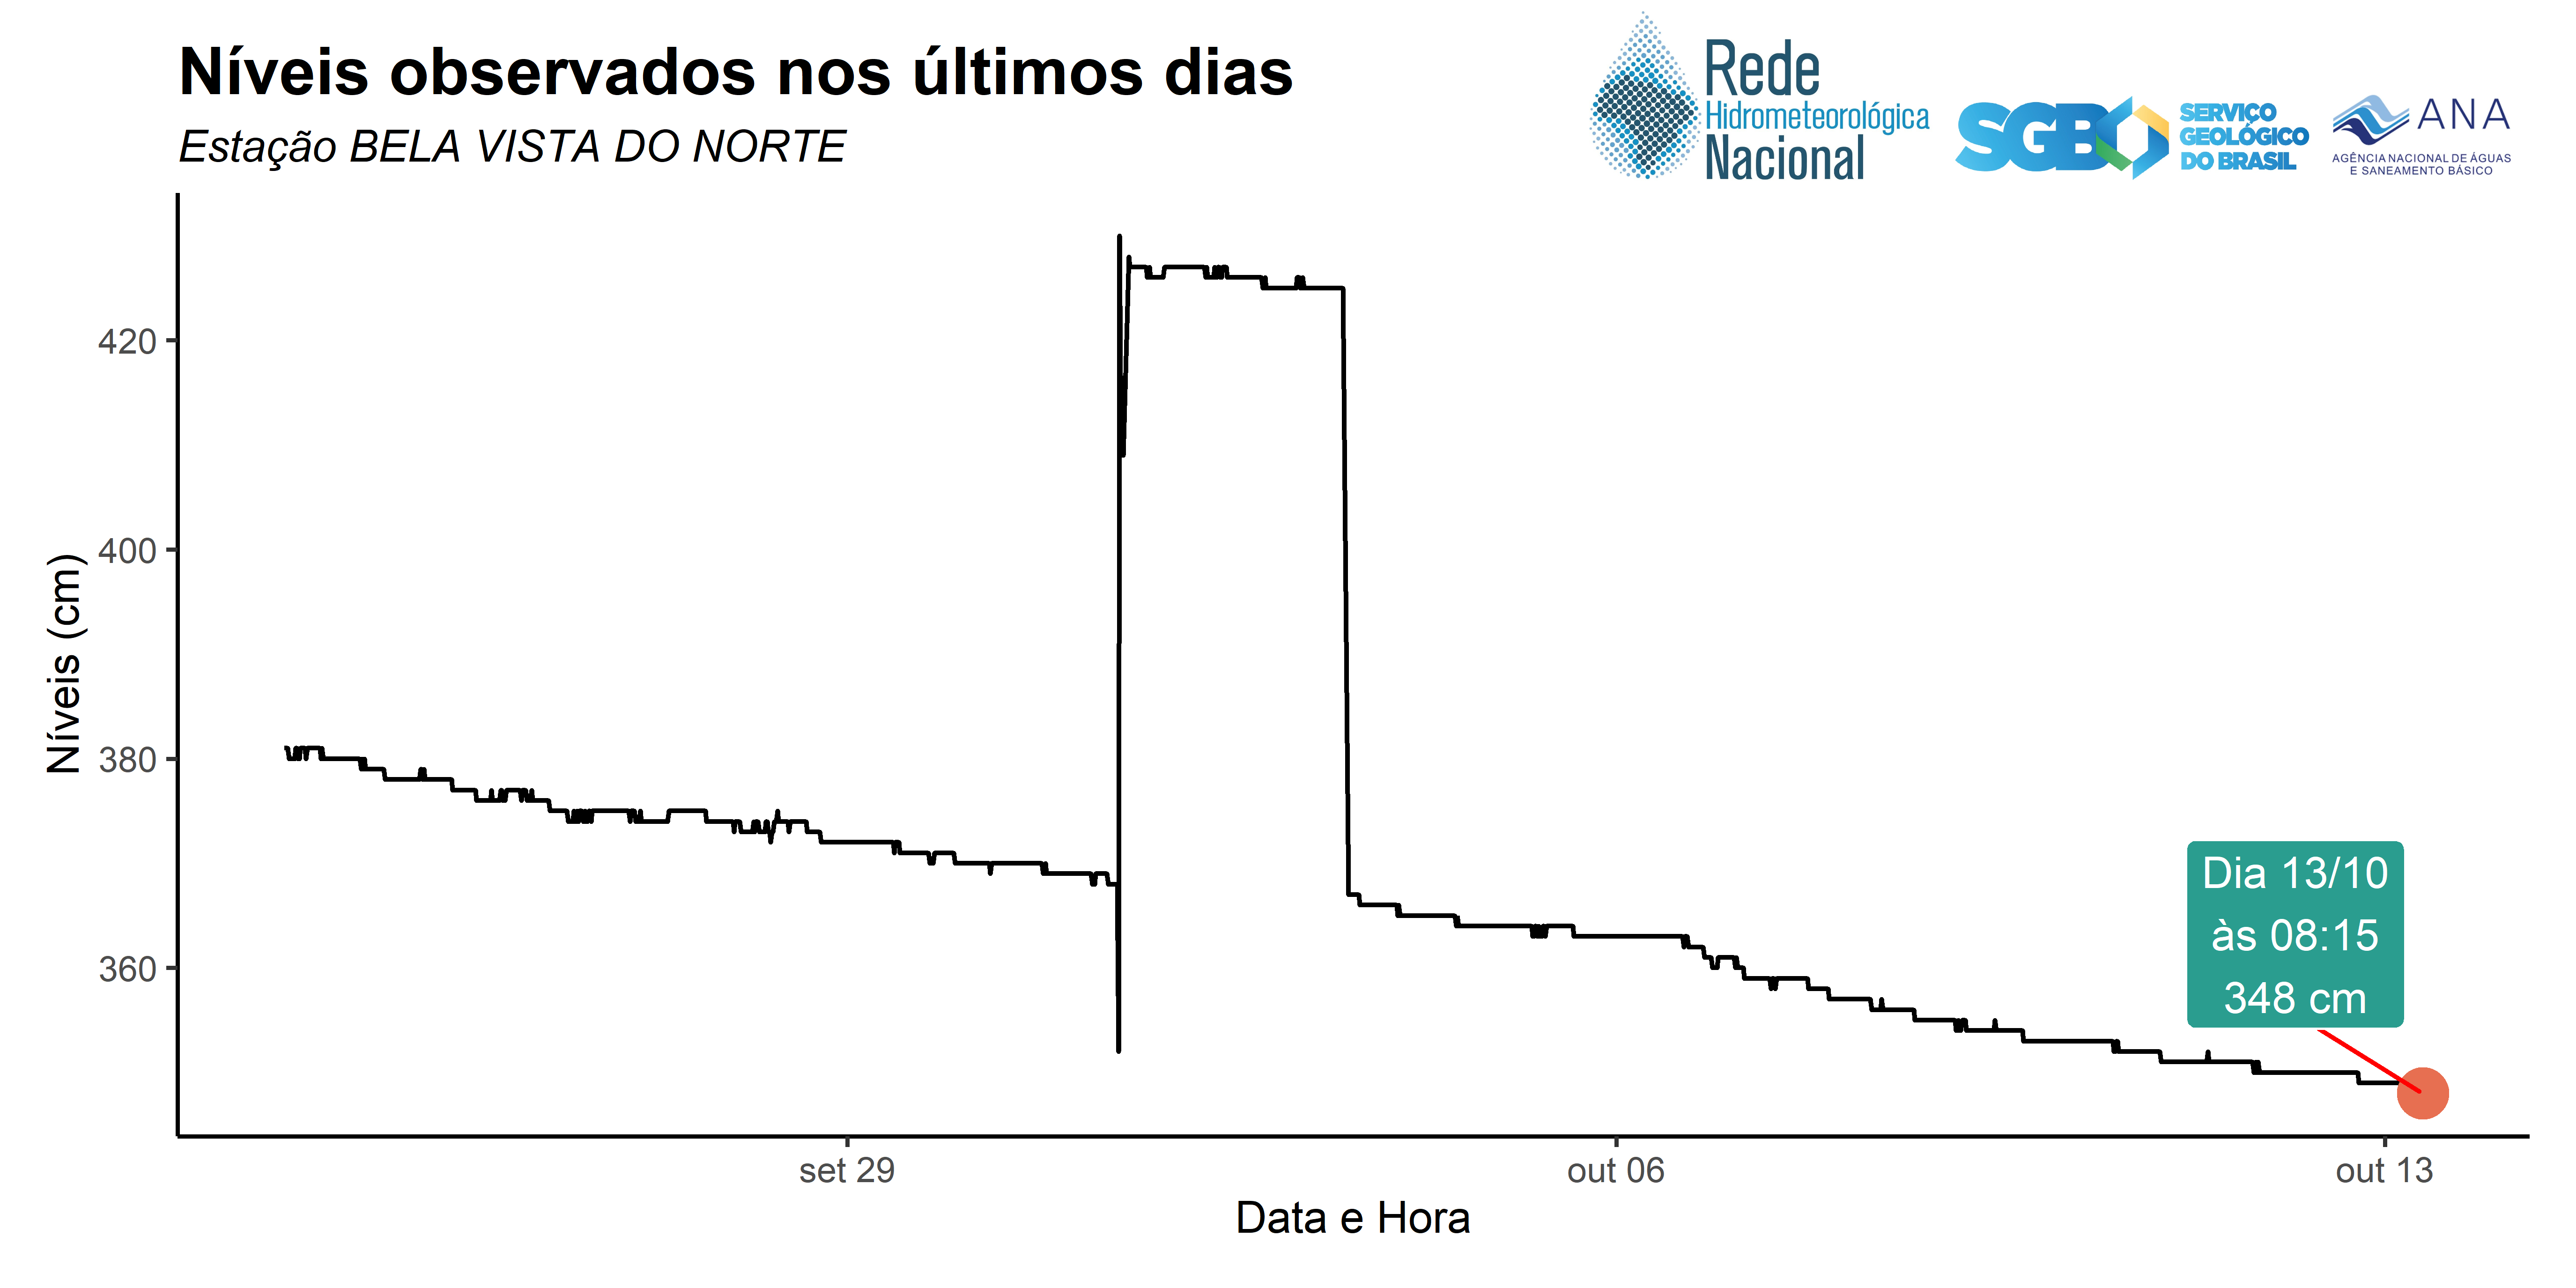 Níveis observados nos últimos dias
Estação BELA VISTA DO NORTE
Rede
Hidrometeorológica
Nacional
SGB
SERVIÇO
GEOLÓGICO
DO BRASIL
ANA
AGÊNCIA NACIONAL DE ÁGUAS
E SANEAMENTO BÁSICO
Níveis (cm)
420
400
380
360
Dia 13/10
às 08:15
348 cm
set 29
out 06
out 13
Data e Hora